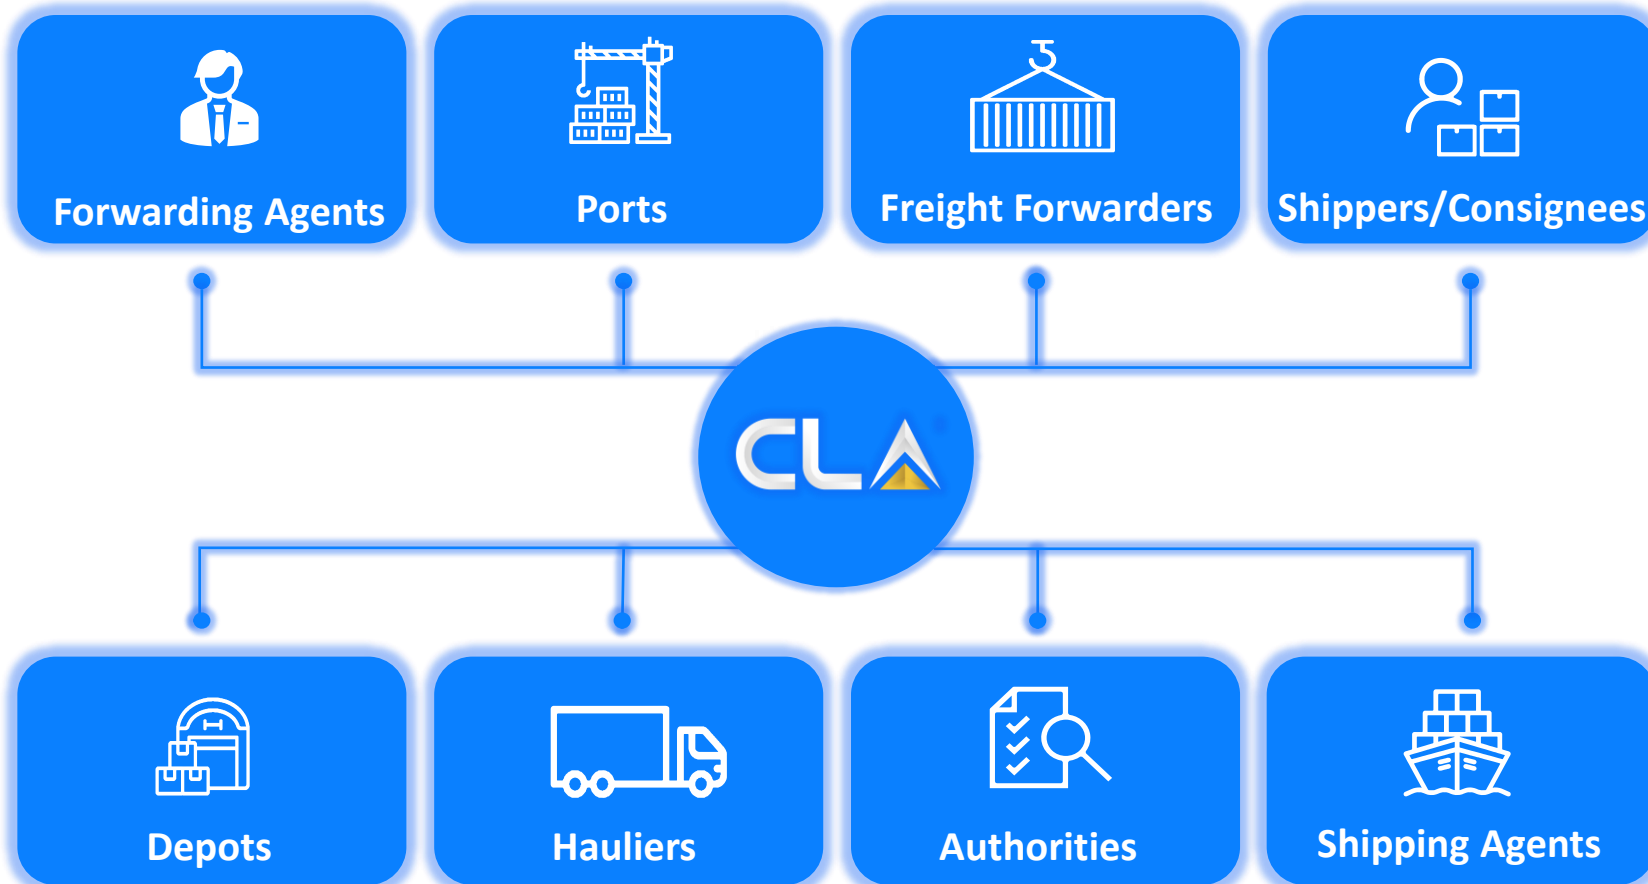 Forwarding Agents
Ports
Freight Forwarders
Shippers/Consignees
CLA
Depots
Hauliers
Authorities
Shipping Agents